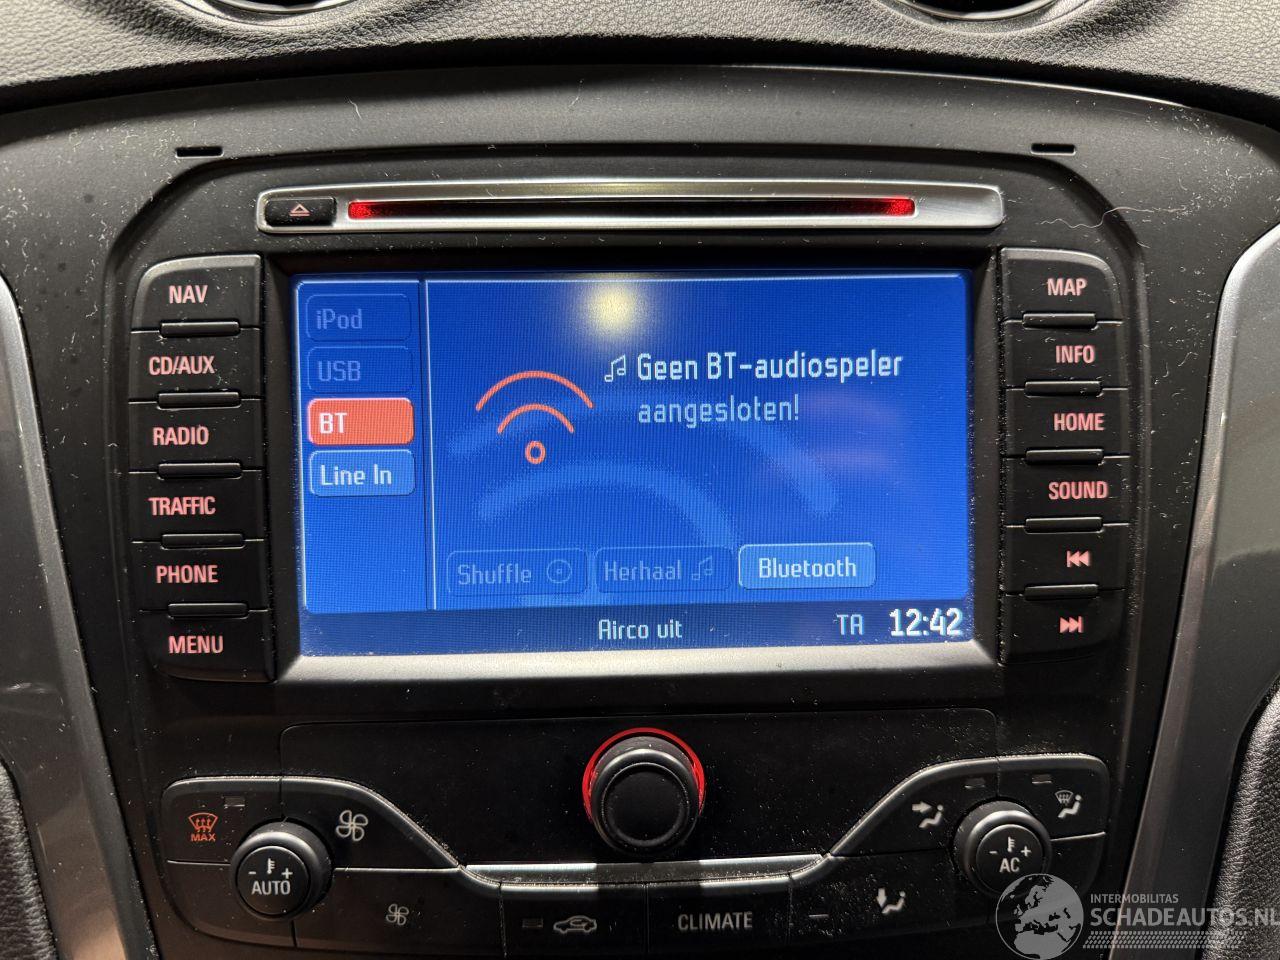 NAV
CD/AUX
RADIO
TRAFFIC
PHONE
MENU
iPod
USB
BT
Line In
Geen BT-audiospeler
aangesloten!
Shuffle
Herhaal
Bluetooth
Airco uit
TA 12:42
MAP
INFO
HOME
SOUND
MAX
- +
AUTO
CLIMATE
- +
AC
INTERMOBILITAS
SCHADEAUTOS.NL